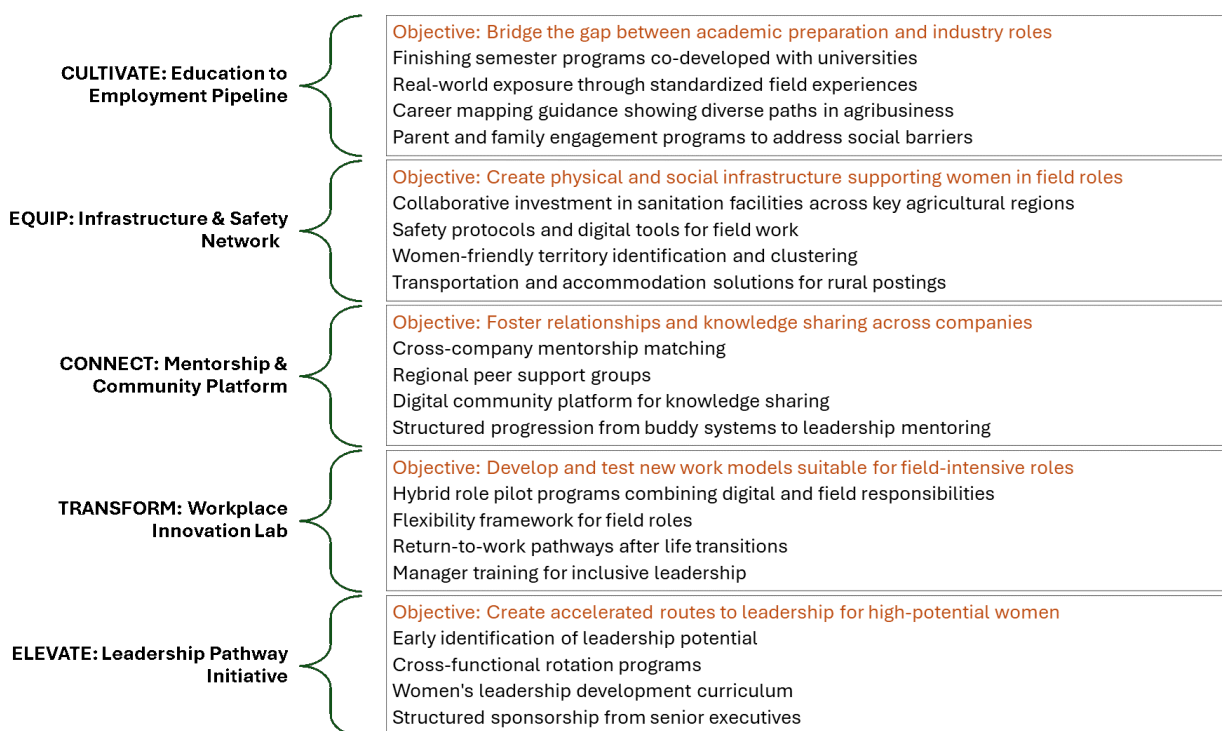 CULTIVATE: Education to
Employment Pipeline
Objective: Bridge the gap between academic preparation and industry roles
Finishing semester programs co-developed with universities
Real-world exposure through standardized field experiences
Career mapping guidance showing diverse paths in agribusiness
Parent and family engagement programs to address social barriers
EQUIP: Infrastructure & Safety
Network
Objective: Create physical and social infrastructure supporting women in field roles
Collaborative investment in sanitation facilities across key agricultural regions
Safety protocols and digital tools for field work
Women-friendly territory identification and clustering
Transportation and accommodation solutions for rural postings
CONNECT: Mentorship &
Community Platform
Objective: Foster relationships and knowledge sharing across companies
Cross-company mentorship matching
Regional peer support groups
Digital community platform for knowledge sharing
Structured progression from buddy systems to leadership mentoring
TRANSFORM: Workplace
Innovation Lab
Objective: Develop and test new work models suitable for field-intensive roles
Hybrid role pilot programs combining digital and field responsibilities
Flexibility framework for field roles
Return-to-work pathways after life transitions
Manager training for inclusive leadership
ELEVATE: Leadership Pathway
Initiative
Objective: Create accelerated routes to leadership for high-potential women
Early identification of leadership potential
Cross-functional rotation programs
Women's leadership development curriculum
Structured sponsorship from senior executives